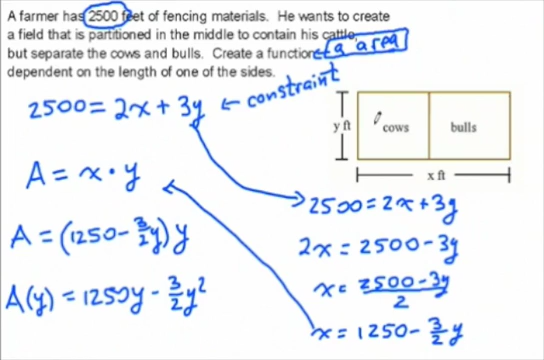 A farmer has 2500 feet of fencing materials. He wants to create
a field that is partitioned in the middle to contain his cattle,
but separate the cows and bulls. Create a function a area
dependent on the length of one of the sides.
2500 = 2x + 3y ← constraint
y ft
cows
bulls
x ft
A = x · y
A = (1250 - 3/2 y) y
A(y) = 1250y - 3/2 y²
2500 = 2x + 3y
2x = 2500 - 3y
x = 2500 - 3y / 2
x = 1250 - 3/2 y